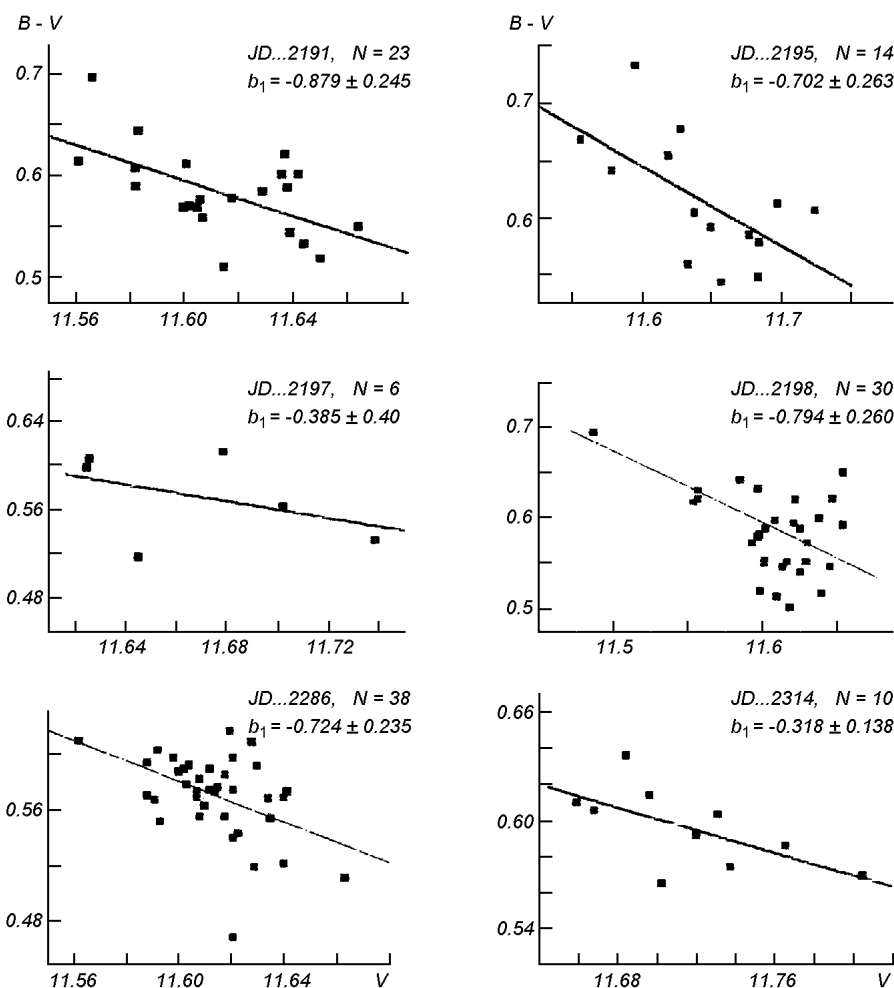 B - V
JD...2191, N = 23
b1 = -0.879 ± 0.245
0.7
0.6
0.5
11.56 11.60 11.64
B - V
JD...2195, N = 14
b1 = -0.702 ± 0.263
0.7
0.6
11.6 11.7
JD...2197, N = 6
b1 = -0.385 ± 0.40
0.64
0.56
0.48
11.64 11.68 11.72
JD...2198, N = 30
b1 = -0.794 ± 0.260
0.7
0.6
0.5
11.5 11.6
JD...2286, N = 38
b1 = -0.724 ± 0.235
0.56
0.48
11.56 11.60 11.64 V
JD...2314, N = 10
b1 = -0.318 ± 0.138
0.66
0.60
0.54
11.68 11.76 V